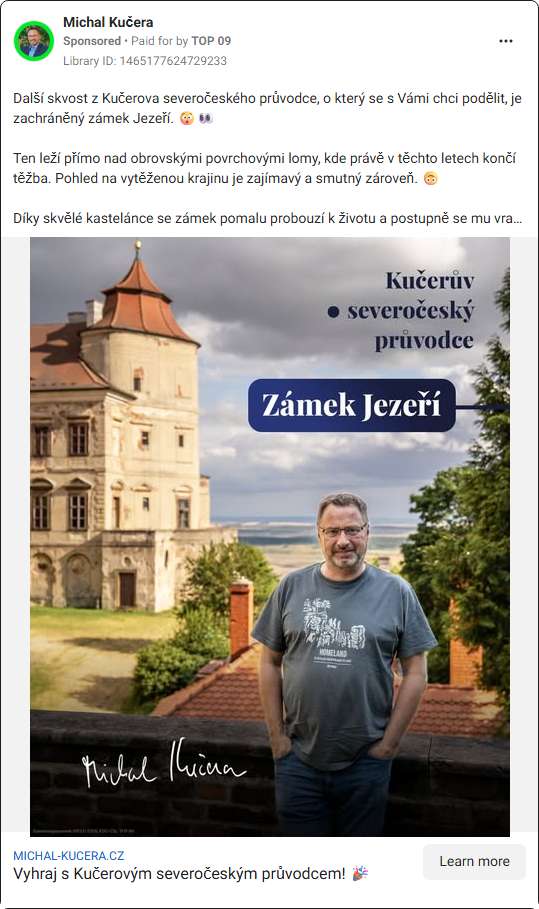 Michal Kučera
Sponsored • Paid for by TOP 09
Library ID: 1465177624729233
Další skvost z Kučerova severočeského průvodce, o který se s Vámi chci podělit, je
zachráněný zámek Jezeří. 😯 👀
Ten leží přímo nad obrovskými povrchovými lomy, kde právě v těchto letech končí
těžba. Pohled na vytěženou krajinu je zajímavý a smutný zároveň. 🙃
Díky skvělé kastelánce se zámek pomalu probouzí k životu a postupně se mu vra...
Kučerův
severočeský
průvodce
Zámek Jezeří
HOMELAND
Michal Kučera
MICHAL-KUCERA.CZ
Vyhraj s Kučerovým severočeským průvodcem! 🎉
Learn more